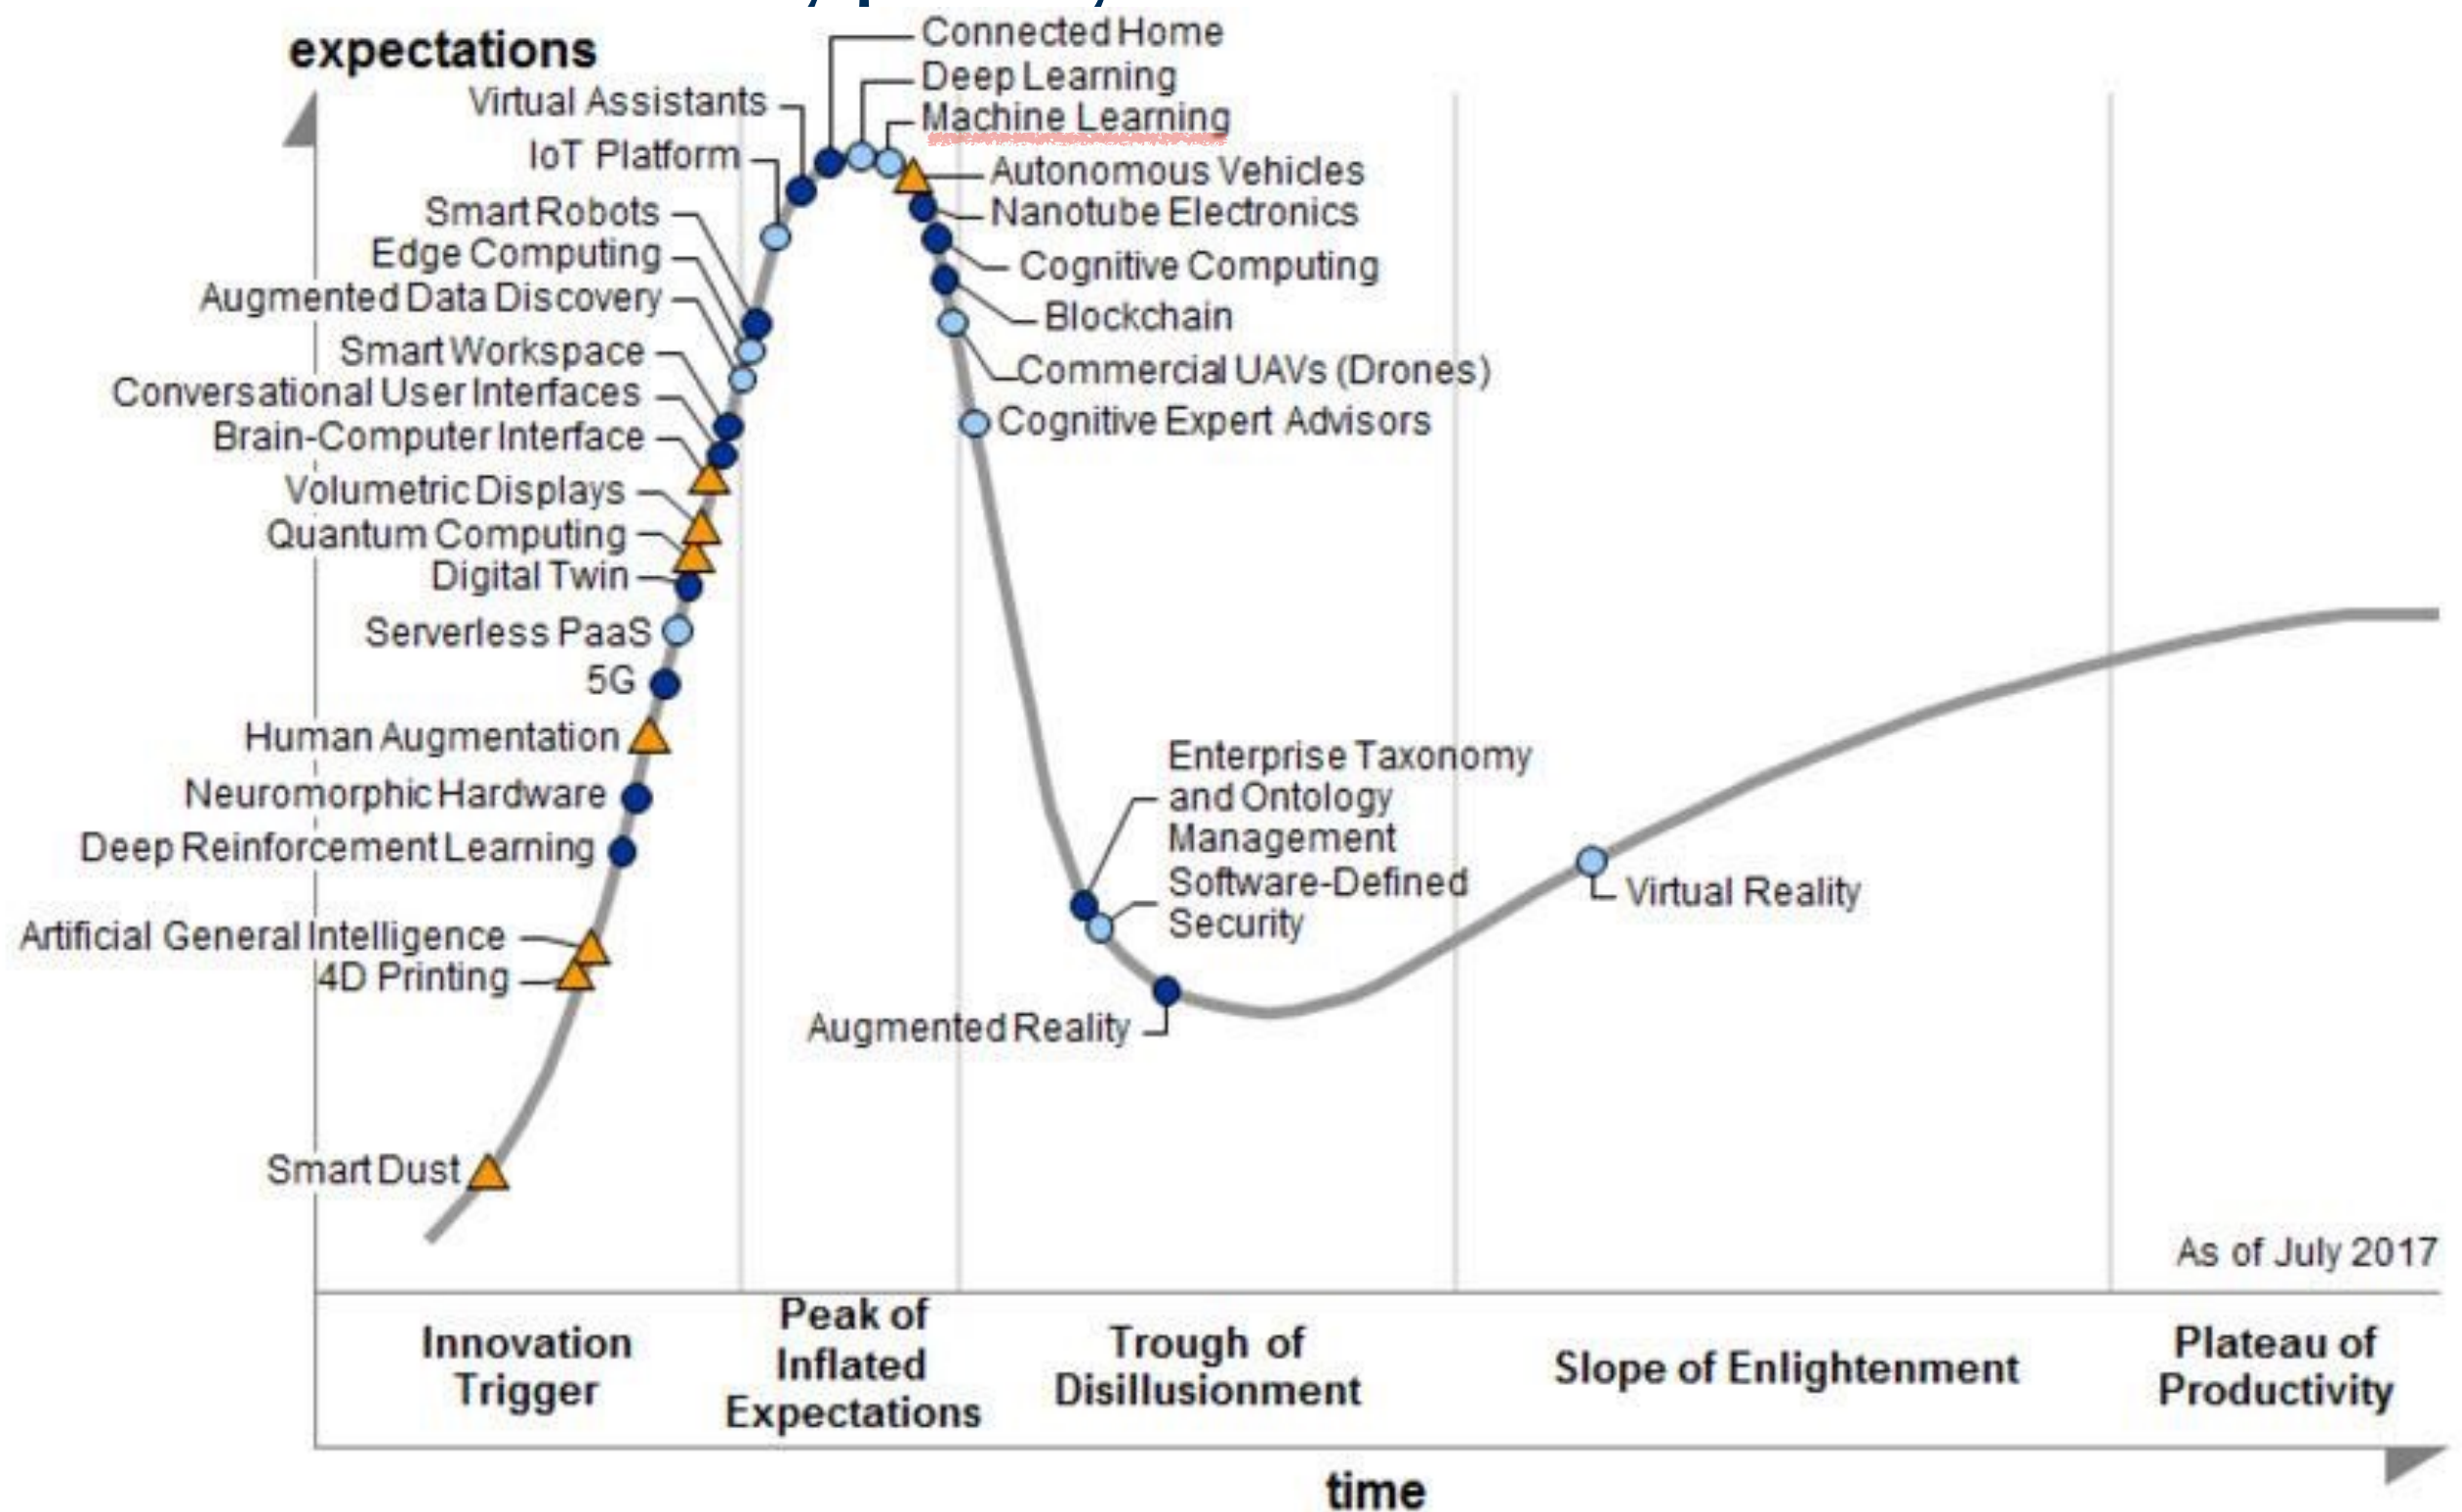 expectations
Connected Home
Deep Learning
Machine Learning
Virtual Assistants
IoT Platform
Autonomous Vehicles
Nanotube Electronics
Smart Robots
Edge Computing
Cognitive Computing
Augmented Data Discovery
Blockchain
Smart Workspace
Commercial UAVs (Drones)
Conversational User Interfaces
Cognitive Expert Advisors
Brain-Computer Interface
Volumetric Displays
Quantum Computing
Digital Twin
Serverless PaaS
5G
Human Augmentation
Neuromorphic Hardware
Deep Reinforcement Learning
Artificial General Intelligence
4D Printing
Smart Dust
Enterprise Taxonomy
and Ontology
Management
Software-Defined
Security
Augmented Reality
Virtual Reality
As of July 2017
Innovation
Trigger
Peak of
Inflated
Expectations
Trough of
Disillusionment
Slope of Enlightenment
Plateau of
Productivity
time